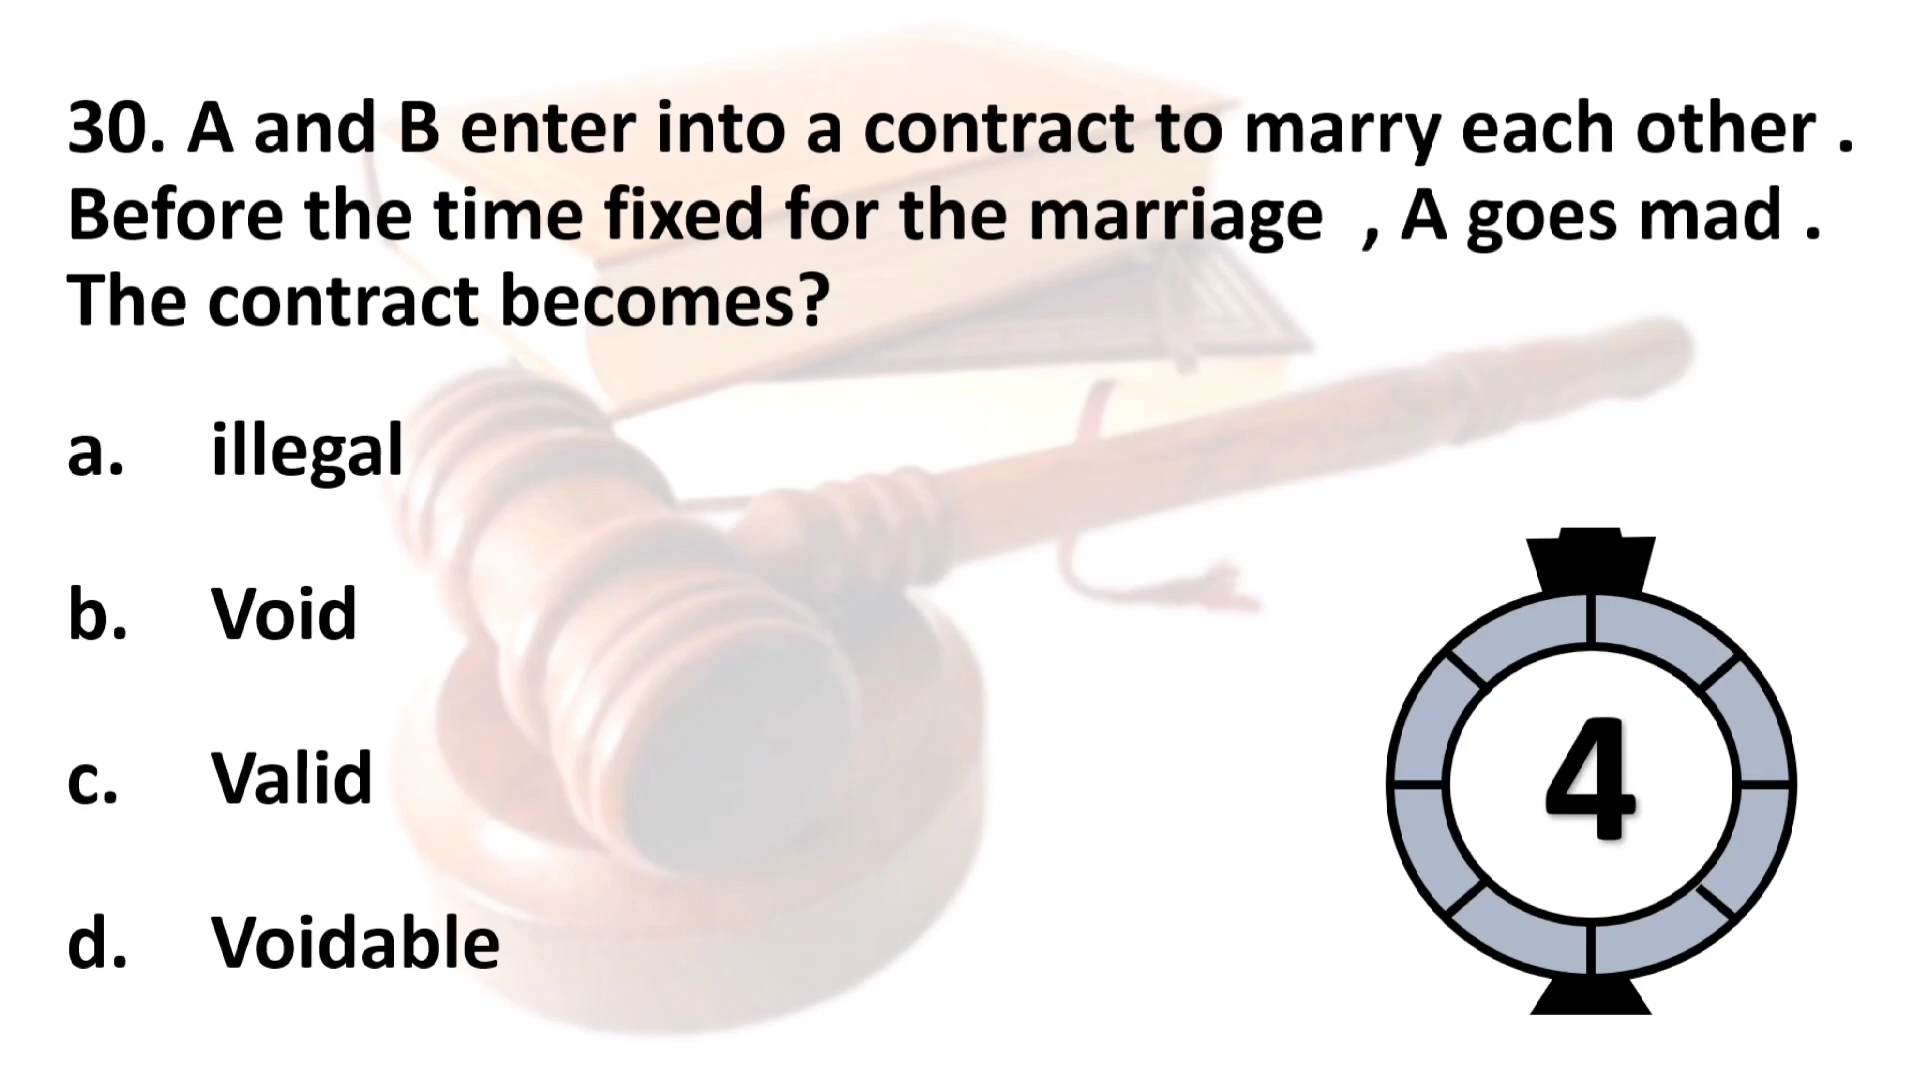 30. A and B enter into a contract to marry each other .
Before the time fixed for the marriage  , A goes mad .
The contract becomes?
a. illegal
b. Void
c. Valid
d. Voidable
4